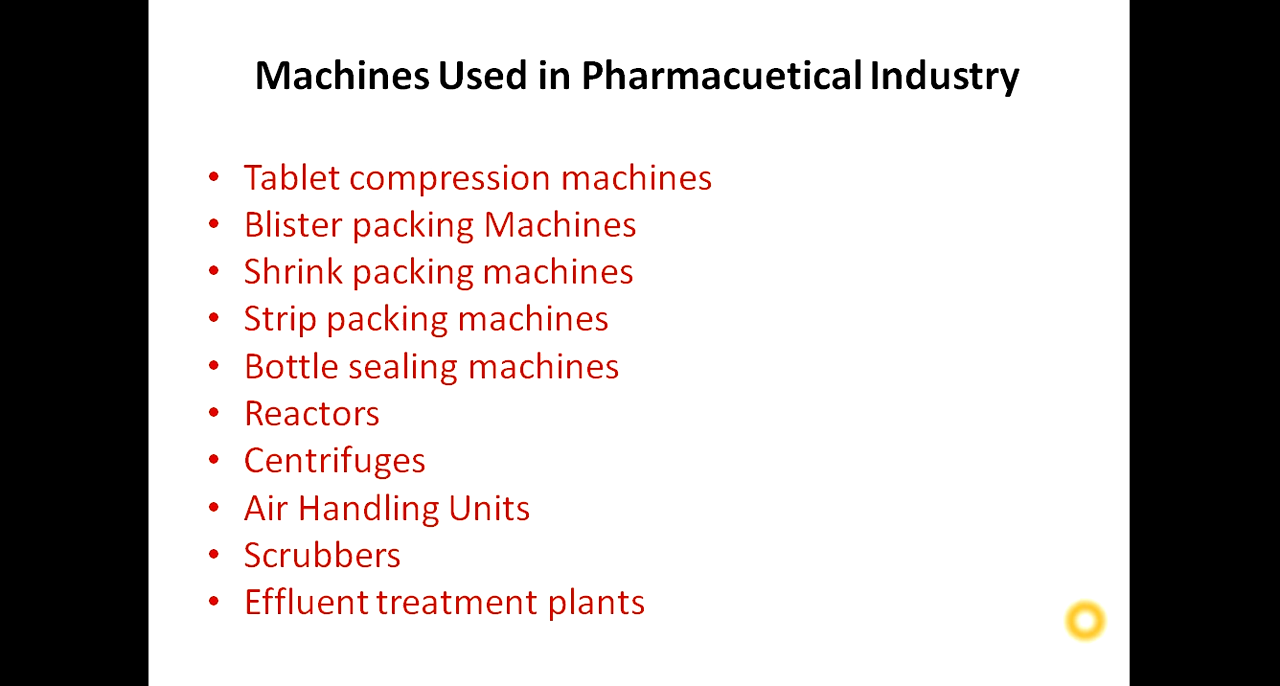 Machines Used in Pharmacuetical Industry
• Tablet compression machines
• Blister packing Machines
• Shrink packing machines
• Strip packing machines
• Bottle sealing machines
• Reactors
• Centrifuges
• Air Handling Units
• Scrubbers
• Effluent treatment plants